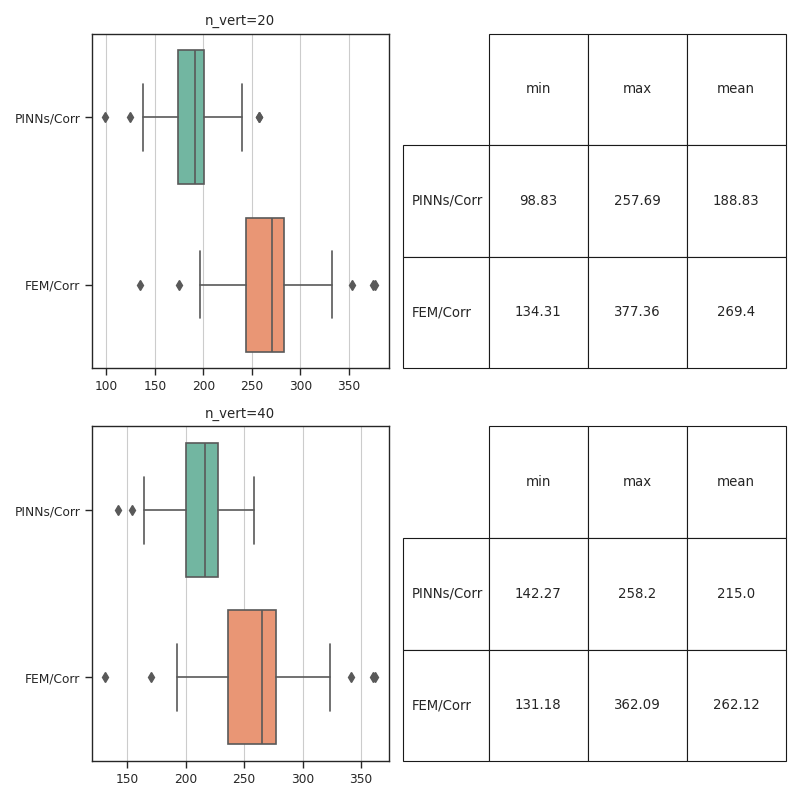 n_vert=20
PINNs/Corr
FEM/Corr
100 150 200 250 300 350
min max mean
PINNs/Corr 98.83 257.69 188.83
FEM/Corr 134.31 377.36 269.4
n_vert=40
PINNs/Corr
FEM/Corr
150 200 250 300 350
min max mean
PINNs/Corr 142.27 258.2 215.0
FEM/Corr 131.18 362.09 262.12